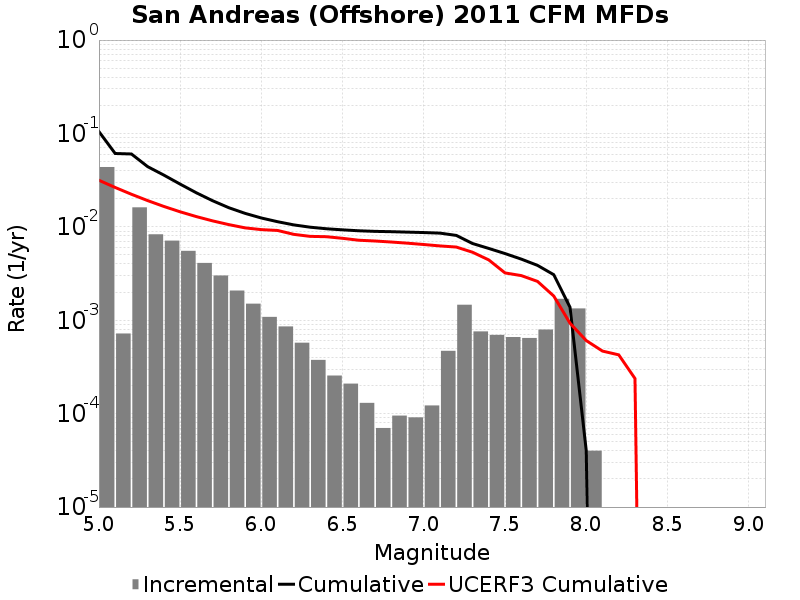 San Andreas (Offshore) 2011 CFM MFDs
10^0
10^-1
10^-2
10^-3
10^-4
10^-5
Rate (1/yr)
5.0 5.5 6.0 6.5 7.0 7.5 8.0 8.5 9.0
Magnitude
Incremental Cumulative UCERF3 Cumulative